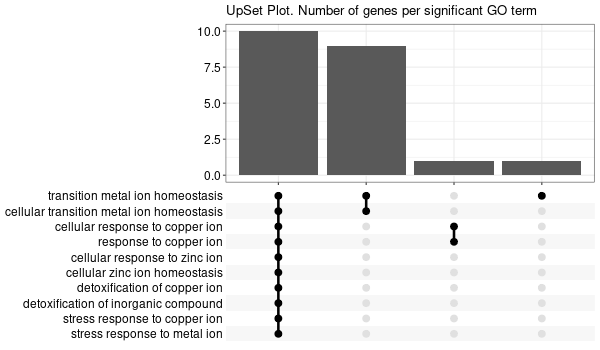 UpSet Plot. Number of genes per significant GO term
10.0
7.5
5.0
2.5
0.0
transition metal ion homeostasis
cellular transition metal ion homeostasis
cellular response to copper ion
response to copper ion
cellular response to zinc ion
cellular zinc ion homeostasis
detoxification of copper ion
detoxification of inorganic compound
stress response to copper ion
stress response to metal ion